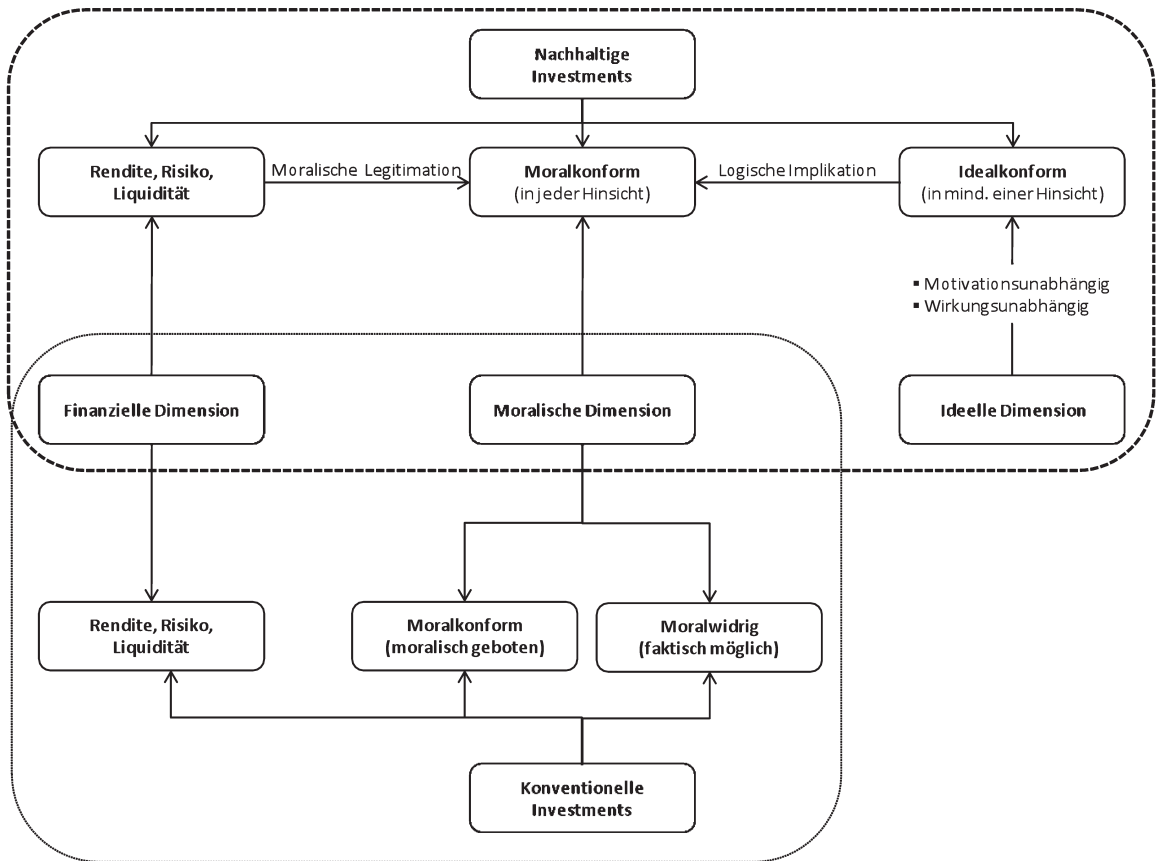 Nachhaltige
Investments
Rendite, Risiko,
Liquidität
Moralische Legitimation
Moralkonform
(in jeder Hinsicht)
Logische Implikation
Idealkonform
(in mind. einer Hinsicht)
▪ Motivationsunabhängig
▪ Wirkungsunabhängig
Finanzielle Dimension
Moralische Dimension
Ideelle Dimension
Rendite, Risiko,
Liquidität
Moralkonform
(moralisch geboten)
Moralwidrig
(faktisch möglich)
Konventionelle
Investments